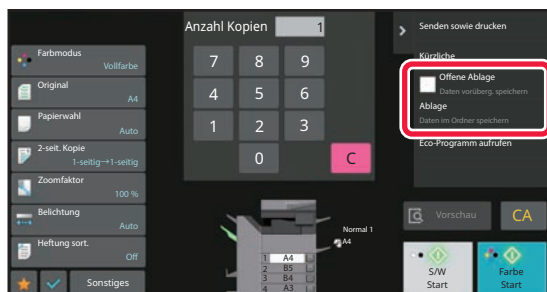 Farbmodus
Vollfarbe
Original
A4
Papierwahl
Auto
2-seit. Kopie
1-seitig→1-seitig
Zoomfaktor
100 %
Belichtung
Auto
Heftung sort.
Off
Sonstiges
Anzahl Kopien 1
7 8 9
4 5 6
1 2 3
0 C
Normal 1
A4
1 A4
2 B5
3 B4
4 A3
Senden sowie drucken
Kürzliche
Offene Ablage
Daten vorüberg. speichern
Ablage
Daten im Ordner speichern
Eco-Programm aufrufen
Vorschau
CA
S/W
Start
Farbe
Start